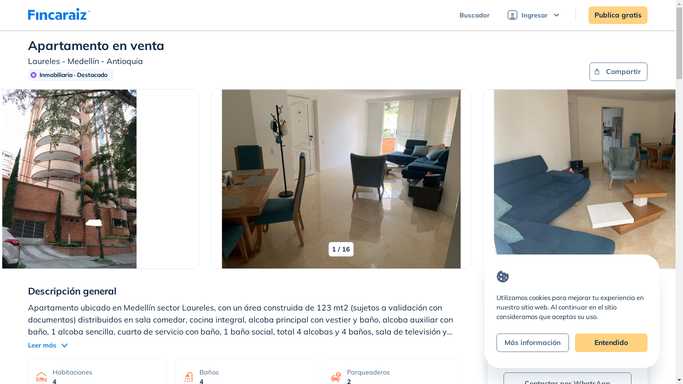 Fincaraiz
Buscador
Ingresar
Publica gratis
Apartamento en venta
Laureles - Medellín - Antioquia
Inmobiliaria · Destacado
Compartir
1 / 16
Descripción general
Apartamento ubicado en Medellín sector Laureles, con un área construida de 123 mt2 (sujetos a validación con
documentos) distribuidos en sala comedor, cocina integral, alcoba principal con vestier y baño, alcoba auxiliar con
baño, 1 alcoba sencilla, cuarto de servicio con baño, 1 baño social, total 4 alcobas y 4 baños, sala de televisión y...
Leer más
Habitaciones
4
Baños
4
Parqueaderos
2
Utilizamos cookies para mejorar tu experiencia en
nuestro sitio web. Al continuar en el sitio
consideramos que aceptas su uso.
Más información
Entendido
Contactar por WhatsApp